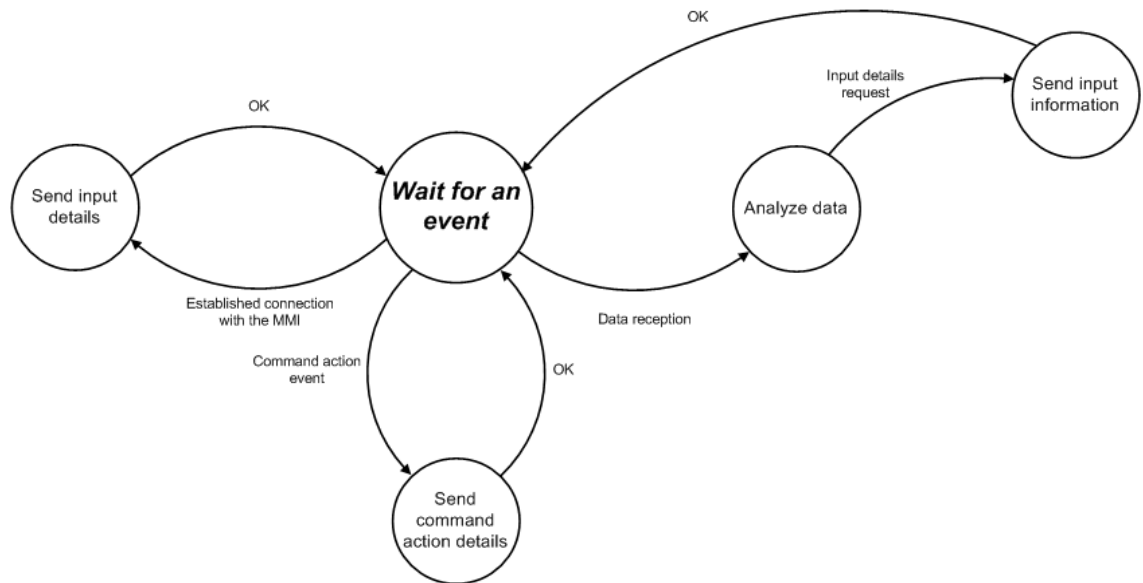 OK
Input details
request
Send input
information
OK
Send input
details
Wait for an
event
Analyze data
Established connection
with the MMI
Data reception
Command action
event
OK
Send
command
action details